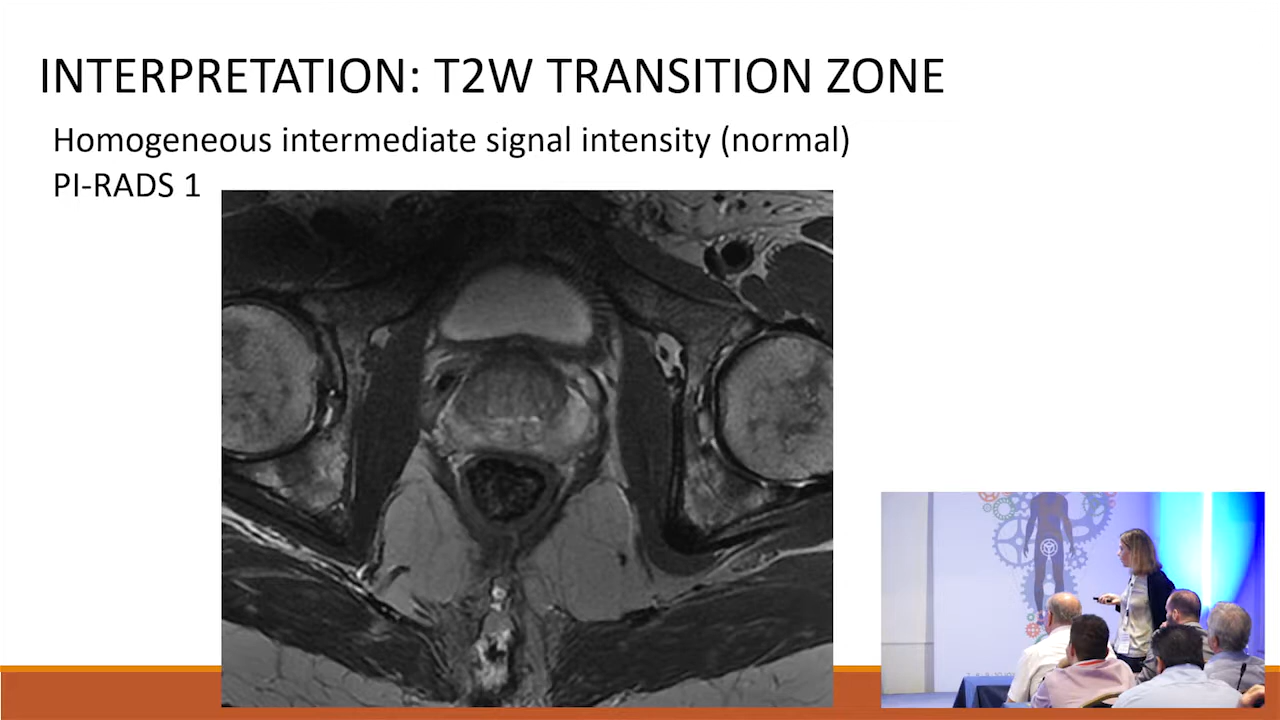 INTERPRETATION: T2W TRANSITION ZONE
Homogeneous intermediate signal intensity (normal)
PI-RADS 1